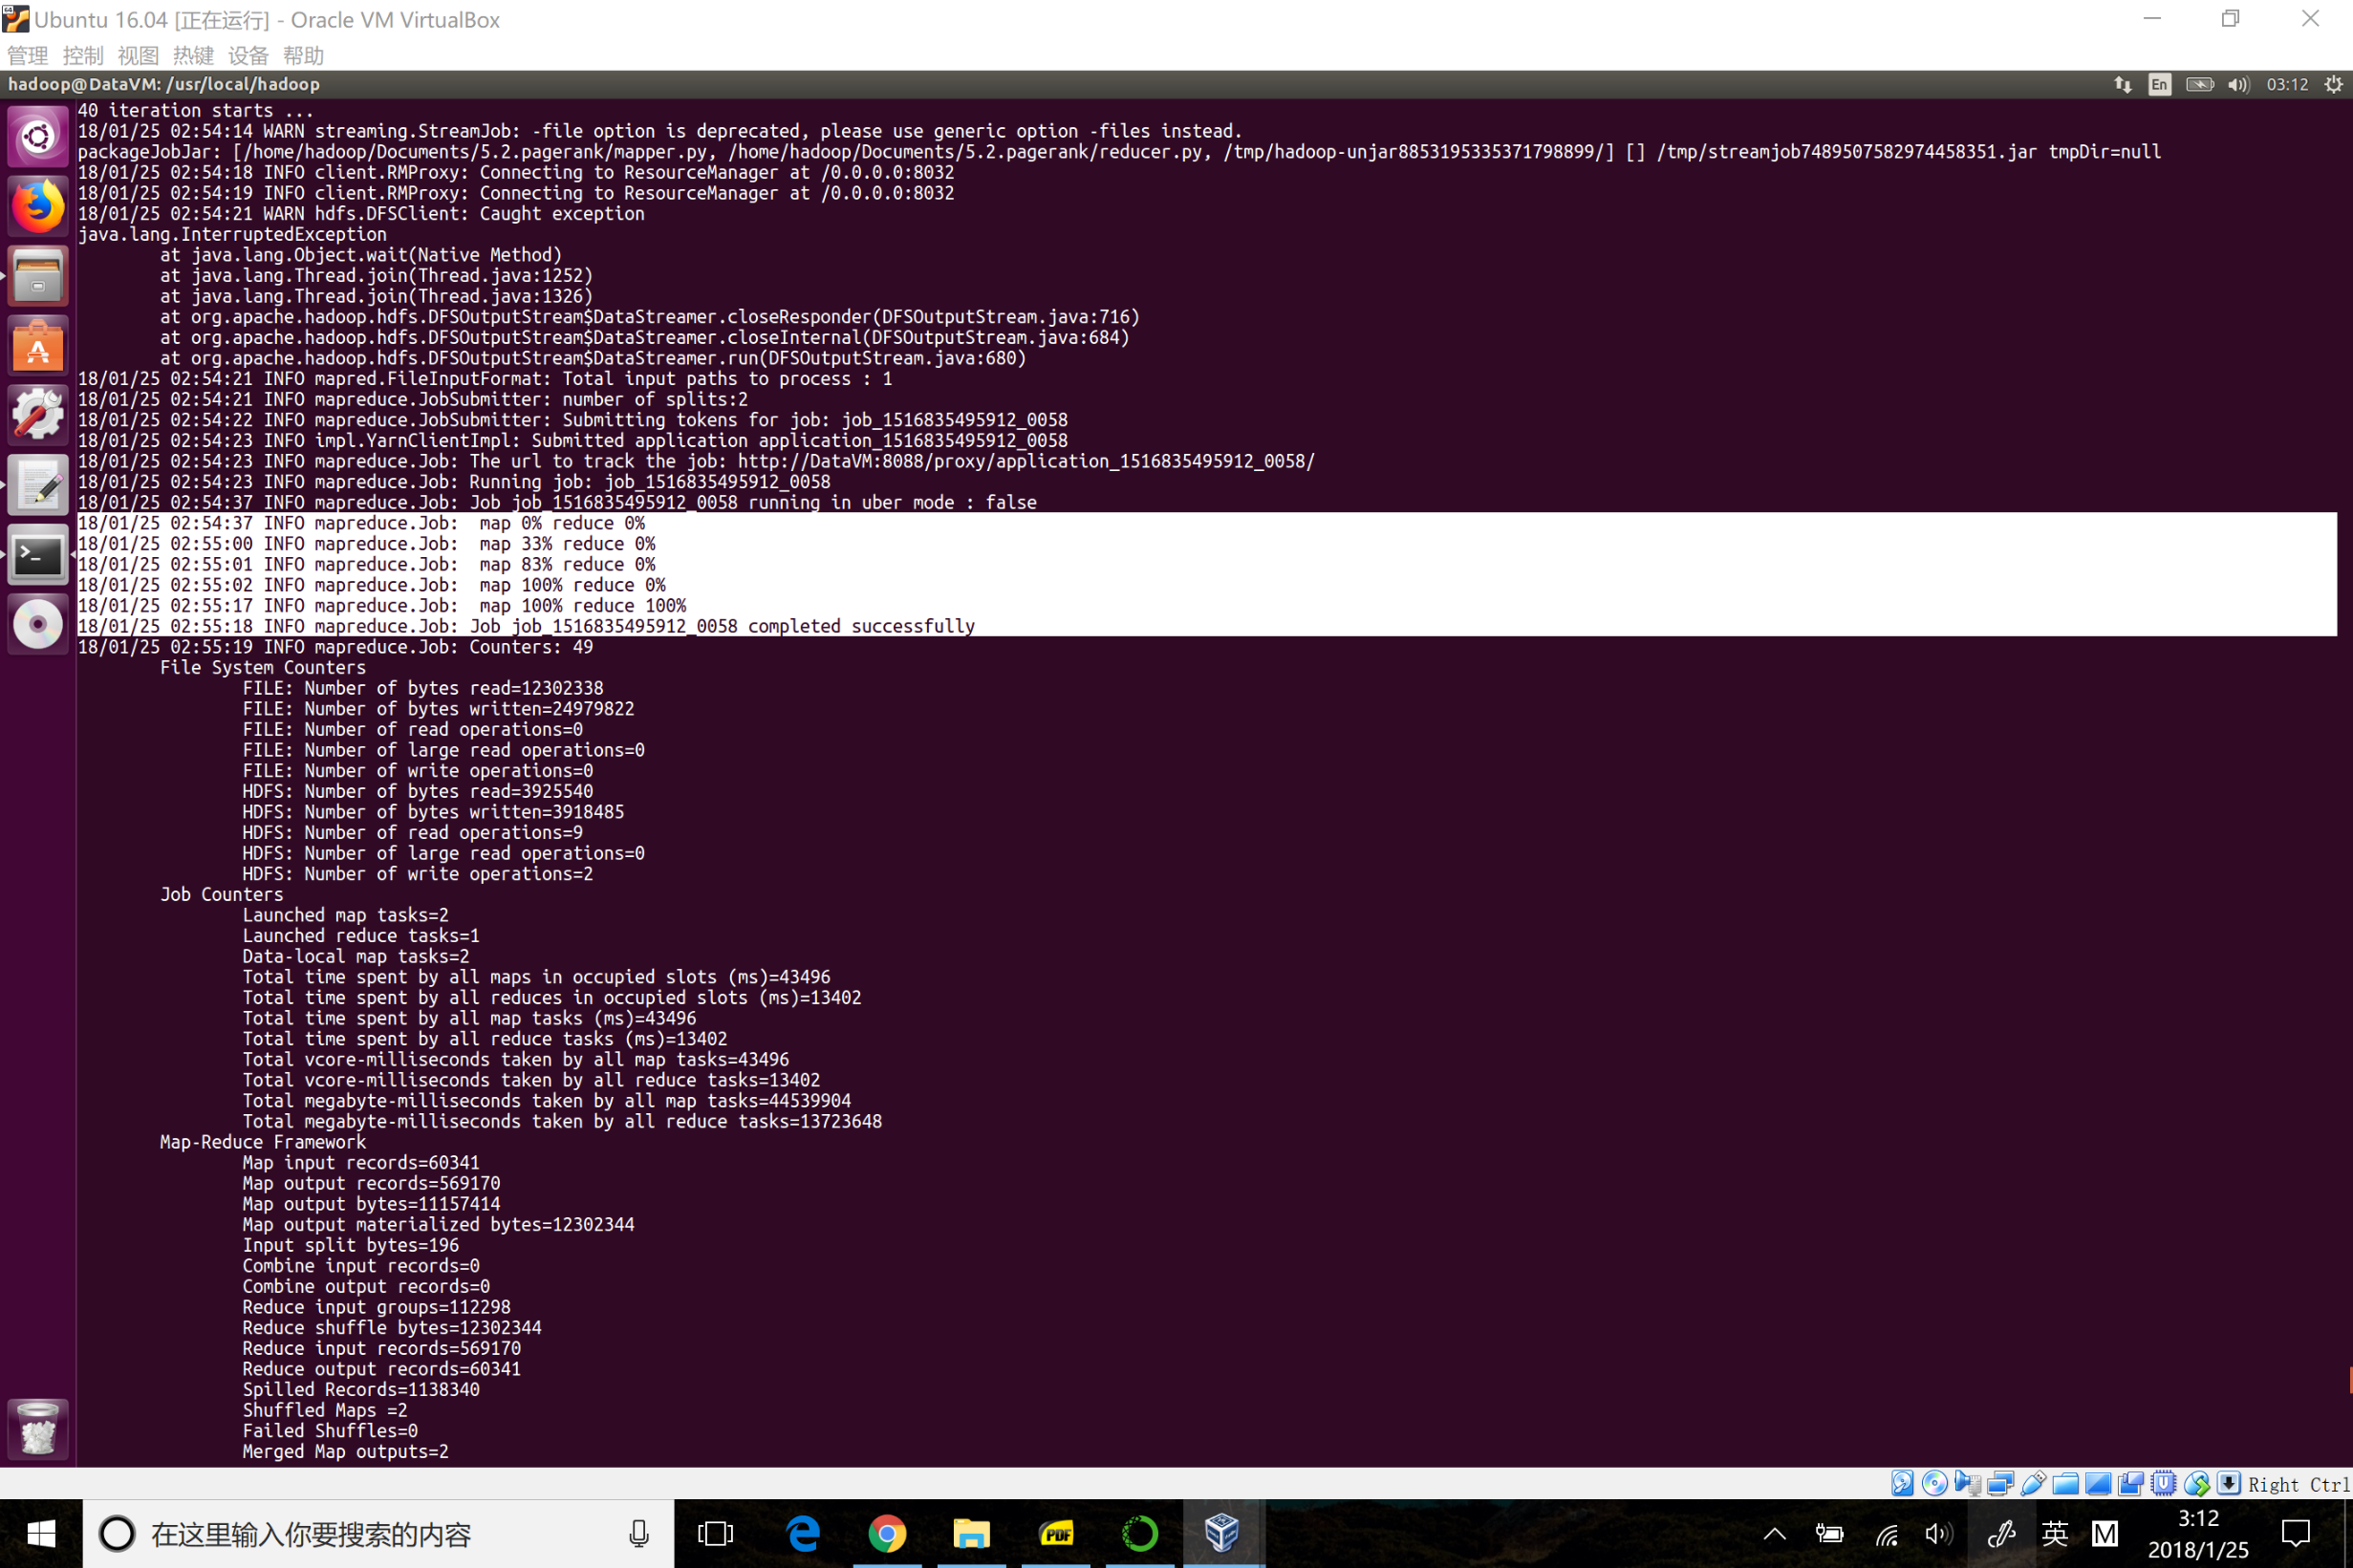 Ubuntu 16.04 [正在运行] - Oracle VM VirtualBox
管理 控制 视图 热键 设备 帮助
hadoop@DataVM: /usr/local/hadoop
En
03:12
40 iteration starts ...
18/01/25 02:54:14 WARN streaming.StreamJob: -file option is deprecated, please use generic option -files instead.
packageJobJar: [/home/hadoop/Documents/5.2.pagerank/mapper.py, /home/hadoop/Documents/5.2.pagerank/reducer.py, /tmp/hadoop-unjar8853195335371798899/] [] /tmp/streamjob7489507582974458351.jar tmpDir=null
18/01/25 02:54:18 INFO client.RMProxy: Connecting to ResourceManager at /0.0.0.0:8032
18/01/25 02:54:19 INFO client.RMProxy: Connecting to ResourceManager at /0.0.0.0:8032
18/01/25 02:54:21 WARN hdfs.DFSClient: Caught exception
java.lang.InterruptedException
at java.lang.Object.wait(Native Method)
at java.lang.Thread.join(Thread.java:1252)
at java.lang.Thread.join(Thread.java:1326)
at org.apache.hadoop.hdfs.DFSOutputStream$DataStreamer.closeResponder(DFSOutputStream.java:716)
at org.apache.hadoop.hdfs.DFSOutputStream$DataStreamer.closeInternal(DFSOutputStream.java:684)
at org.apache.hadoop.hdfs.DFSOutputStream$DataStreamer.run(DFSOutputStream.java:680)
18/01/25 02:54:21 INFO mapred.FileInputFormat: Total input paths to process : 1
18/01/25 02:54:21 INFO mapreduce.JobSubmitter: number of splits:2
18/01/25 02:54:22 INFO mapreduce.JobSubmitter: Submitting tokens for job: job_1516835495912_0058
18/01/25 02:54:23 INFO impl.YarnClientImpl: Submitted application application_1516835495912_0058
18/01/25 02:54:23 INFO mapreduce.Job: The url to track the job: http://DataVM:8088/proxy/application_1516835495912_0058/
18/01/25 02:54:23 INFO mapreduce.Job: Running job: job_1516835495912_0058
18/01/25 02:54:37 INFO mapreduce.Job: Job job_1516835495912_0058 running in uber mode : false
18/01/25 02:54:37 INFO mapreduce.Job:  map 0% reduce 0%
18/01/25 02:55:00 INFO mapreduce.Job:  map 33% reduce 0%
18/01/25 02:55:01 INFO mapreduce.Job:  map 83% reduce 0%
18/01/25 02:55:02 INFO mapreduce.Job:  map 100% reduce 0%
18/01/25 02:55:17 INFO mapreduce.Job:  map 100% reduce 100%
18/01/25 02:55:18 INFO mapreduce.Job: Job job_1516835495912_0058 completed successfully
18/01/25 02:55:19 INFO mapreduce.Job: Counters: 49
File System Counters
FILE: Number of bytes read=12302338
FILE: Number of bytes written=24979822
FILE: Number of read operations=0
FILE: Number of large read operations=0
FILE: Number of write operations=0
HDFS: Number of bytes read=3925540
HDFS: Number of bytes written=3918485
HDFS: Number of read operations=9
HDFS: Number of large read operations=0
HDFS: Number of write operations=2
Job Counters
Launched map tasks=2
Launched reduce tasks=1
Data-local map tasks=2
Total time spent by all maps in occupied slots (ms)=43496
Total time spent by all reduces in occupied slots (ms)=13402
Total time spent by all map tasks (ms)=43496
Total time spent by all reduce tasks (ms)=13402
Total vcore-milliseconds taken by all map tasks=43496
Total vcore-milliseconds taken by all reduce tasks=13402
Total megabyte-milliseconds taken by all map tasks=44539904
Total megabyte-milliseconds taken by all reduce tasks=13723648
Map-Reduce Framework
Map input records=60341
Map output records=569170
Map output bytes=11157414
Map output materialized bytes=12302344
Input split bytes=196
Combine input records=0
Combine output records=0
Reduce input groups=112298
Reduce shuffle bytes=12302344
Reduce input records=569170
Reduce output records=60341
Spilled Records=1138340
Shuffled Maps =2
Failed Shuffles=0
Merged Map outputs=2
Right Ctrl
在这里输入你要搜索的内容
PDF
英
M
3:12
2018/1/25